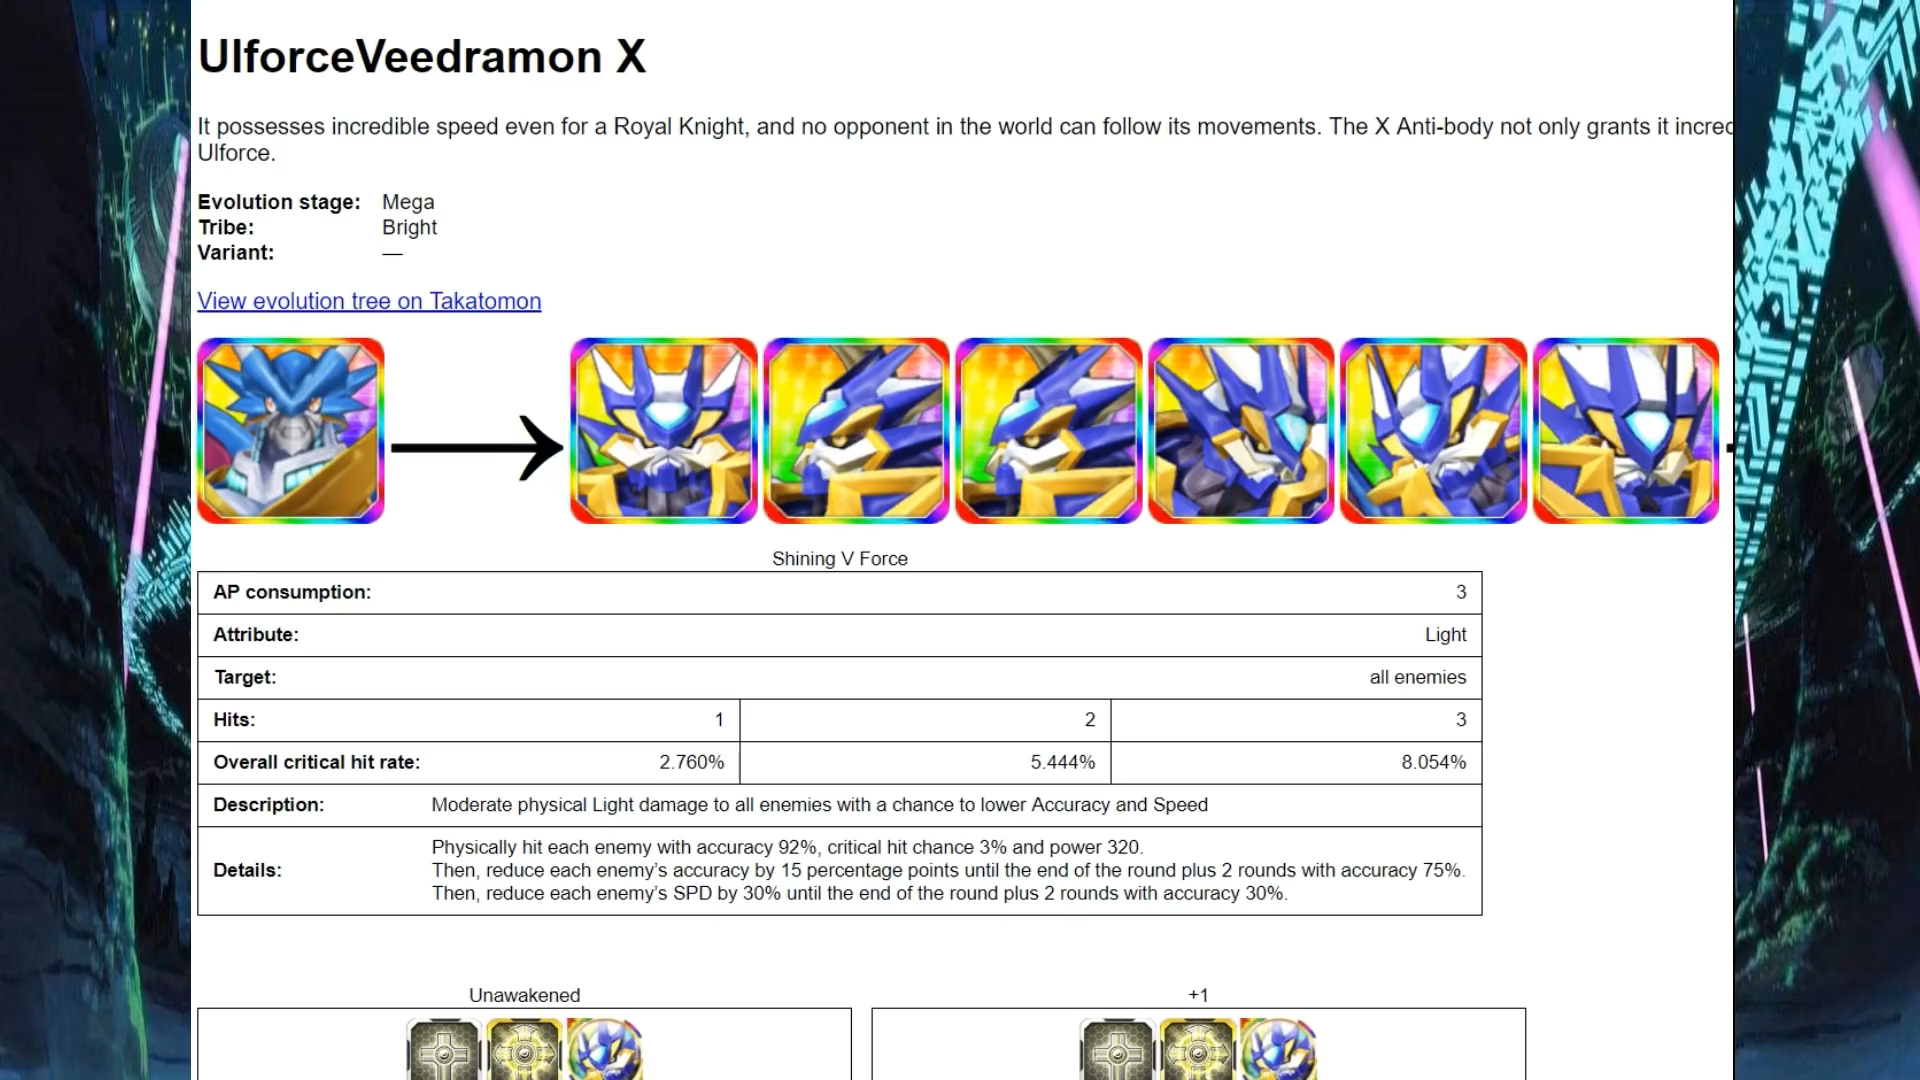 UlforceVeedramon X
It possesses incredible speed even for a Royal Knight, and no opponent in the world can follow its movements. The X Anti-body not only grants it
Ulforce.
Evolution stage: Mega
Tribe: Bright
Variant: —
View evolution tree on Takatomon
Shining V Force
AP consumption: 3
Attribute: Light
Target: all enemies
Hits: 1 2 3
Overall critical hit rate: 2.760% 5.444% 8.054%
Description: Moderate physical Light damage to all enemies with a chance to lower Accuracy and Speed
Physically hit each enemy with accuracy 92%, critical hit chance 3% and power 320.
Details: Then, reduce each enemy’s accuracy by 15 percentage points until the end of the round plus 2 rounds with accuracy 75%.
Then, reduce each enemy’s SPD by 30% until the end of the round plus 2 rounds with accuracy 30%.
Unawakened +1